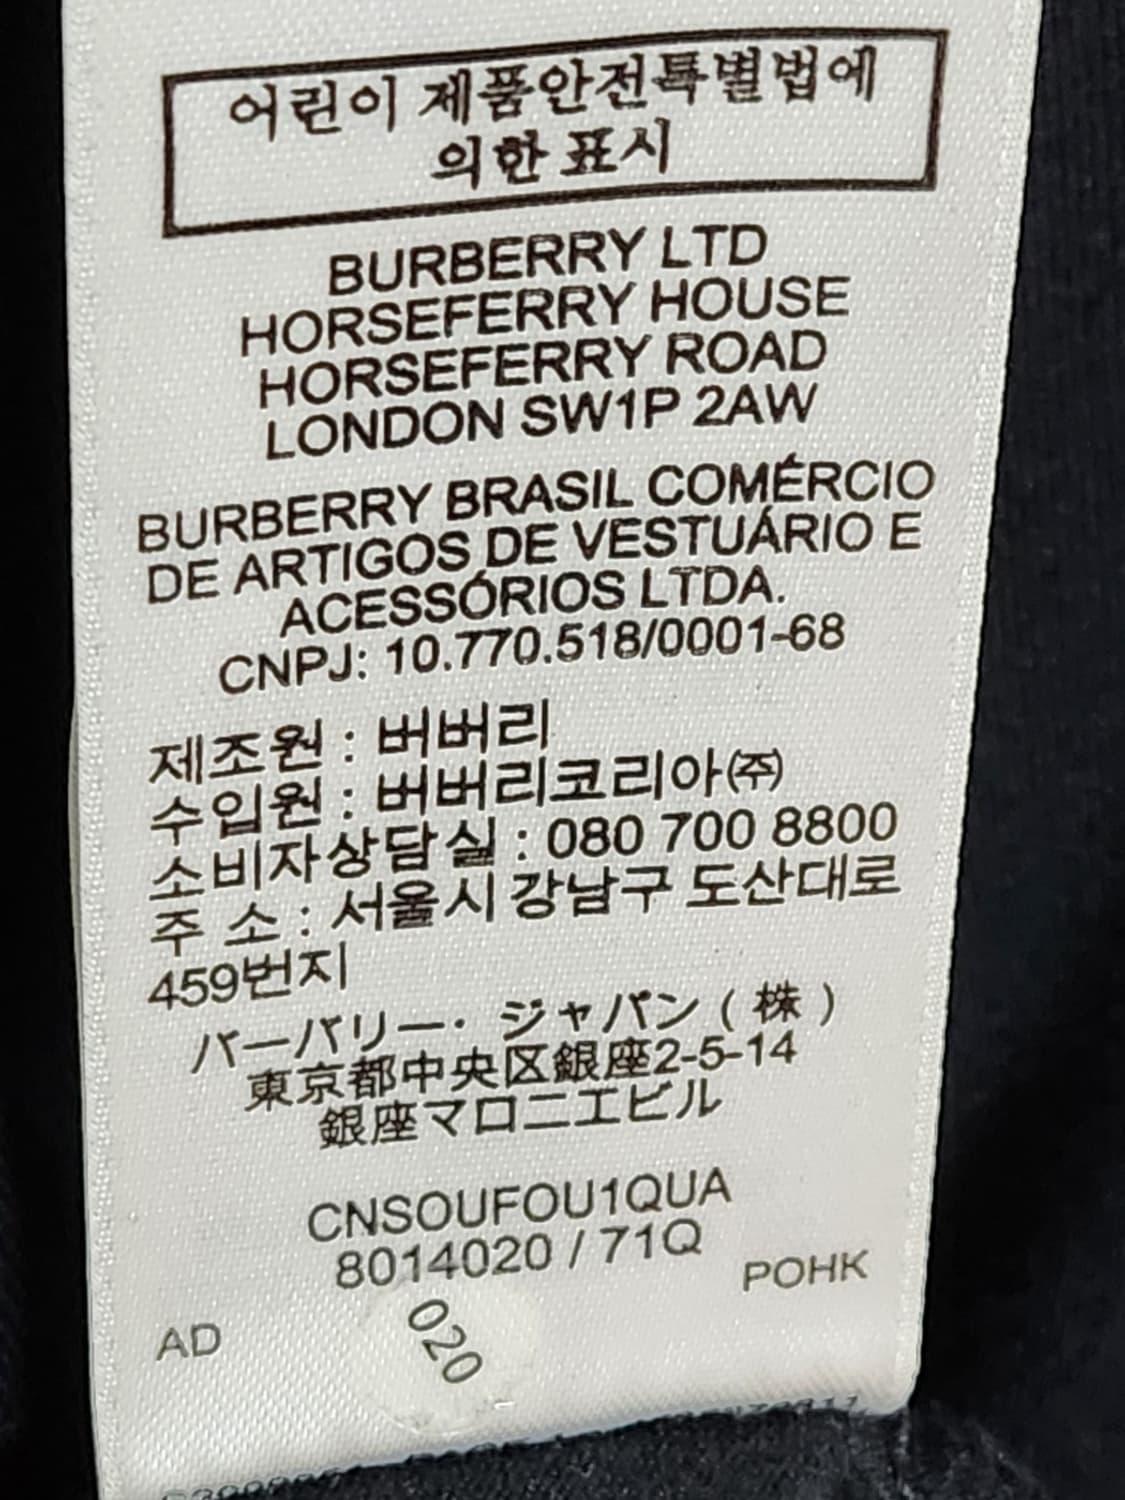 어린이 제품안전특별법에
의한 표시
BURBERRY LTD
HORSEFERRY HOUSE
HORSEFERRY ROAD
LONDON SW1P 2AW
BURBERRY BRASIL COMÉRCIO
DE ARTIGOS DE VESTUÁRIO E
ACESSÓRIOS LTDA.
CNPJ: 10.770.518/0001-68
제조원 : 버버리
수입원 : 버버리코리아㈜
소비자상담실 : 080 700 8800
주 소 : 서울시 강남구 도산대로
459번지
バーバリー・ジャパン ( 株 )
東京都中央区銀座2-5-14
銀座マロニエビル
CNSOUFOU1QUA
8014020 / 71Q
POHK
AD
020